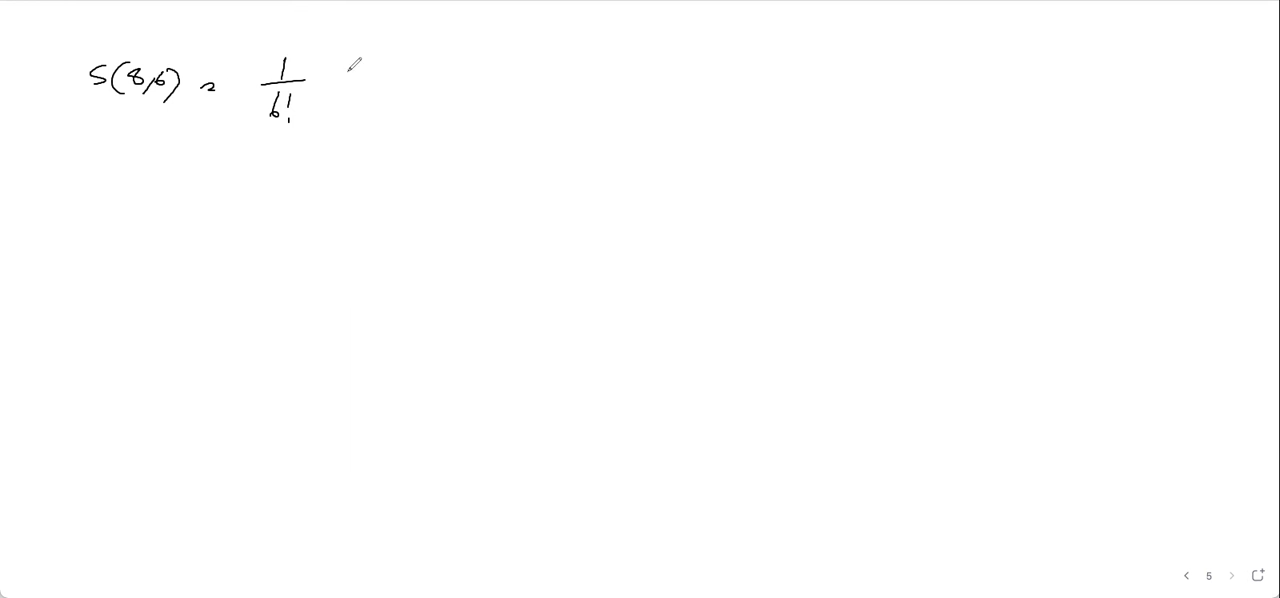 S(8,6) = 1/6!
< 5 >